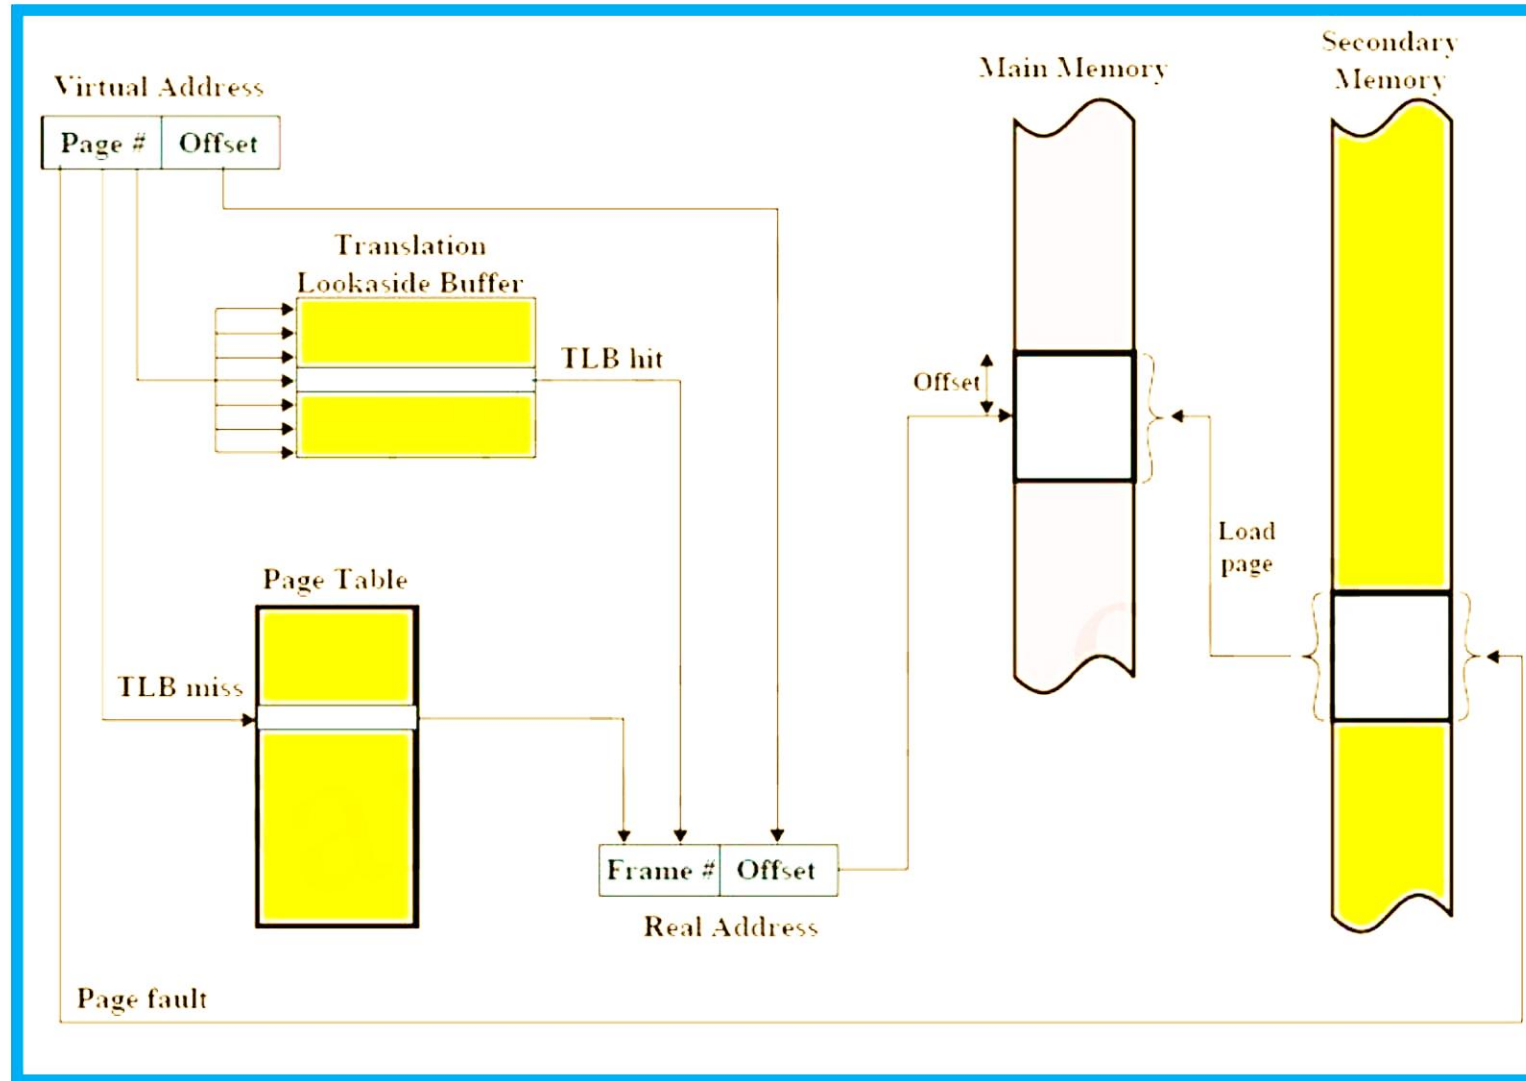 Virtual Address
Page #
Offset
Main Memory
Secondary
Memory
Translation
Lookaside Buffer
TLB hit
Offset
Load
page
Page Table
TLB miss
Frame #
Offset
Real Address
Page fault